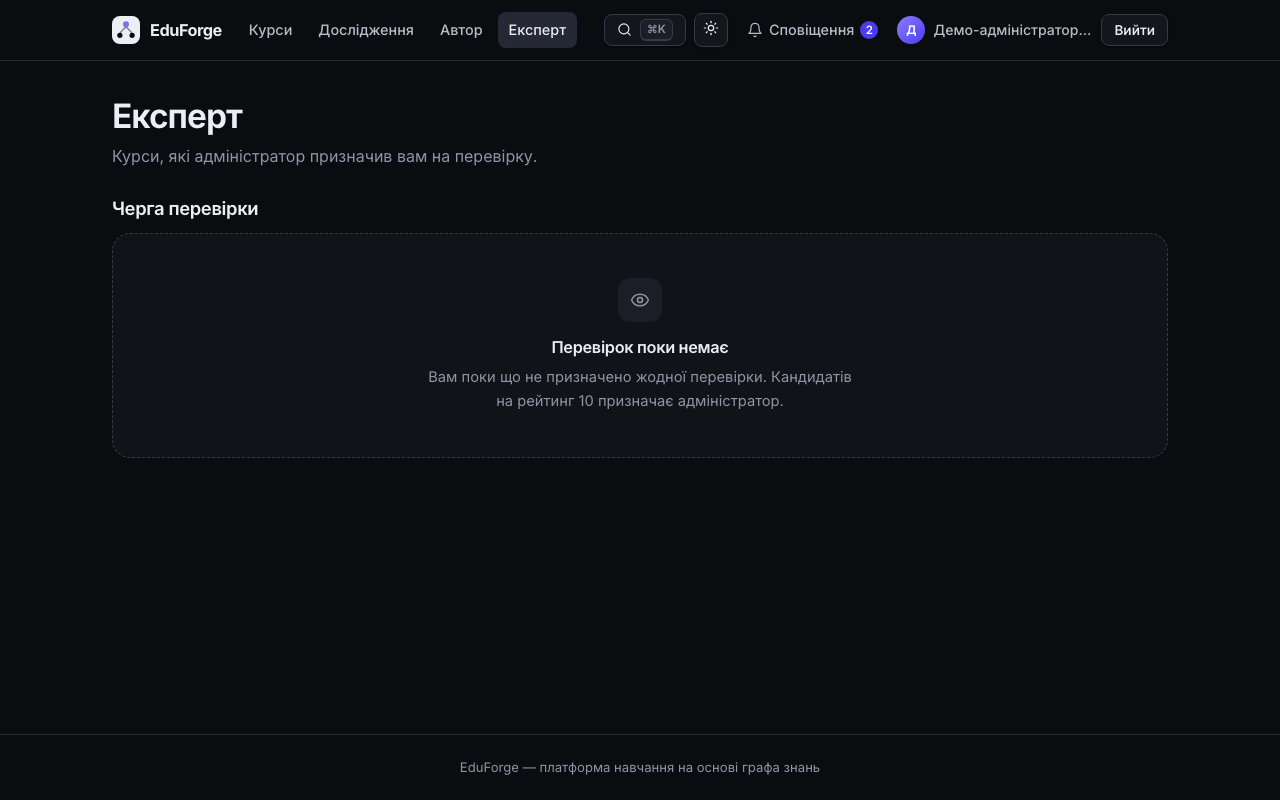 EduForge
Курси
Дослідження
Автор
Експерт
⌘K
Сповіщення 2
Д
Демо-адміністратор...
Вийти
Експерт
Курси, які адміністратор призначив вам на перевірку.
Черга перевірки
Перевірок поки немає
Вам поки що не призначено жодної перевірки. Кандидатів
на рейтинг 10 призначає адміністратор.
EduForge — платформа навчання на основі графа знань